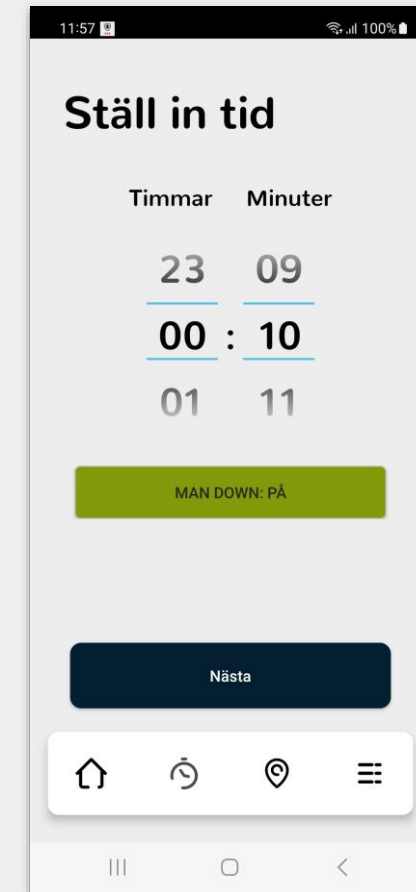 11:57 100%
Ställ in tid
Timmar Minuter
23 09
00 : 10
01 11
MAN DOWN: PÅ
Nästa